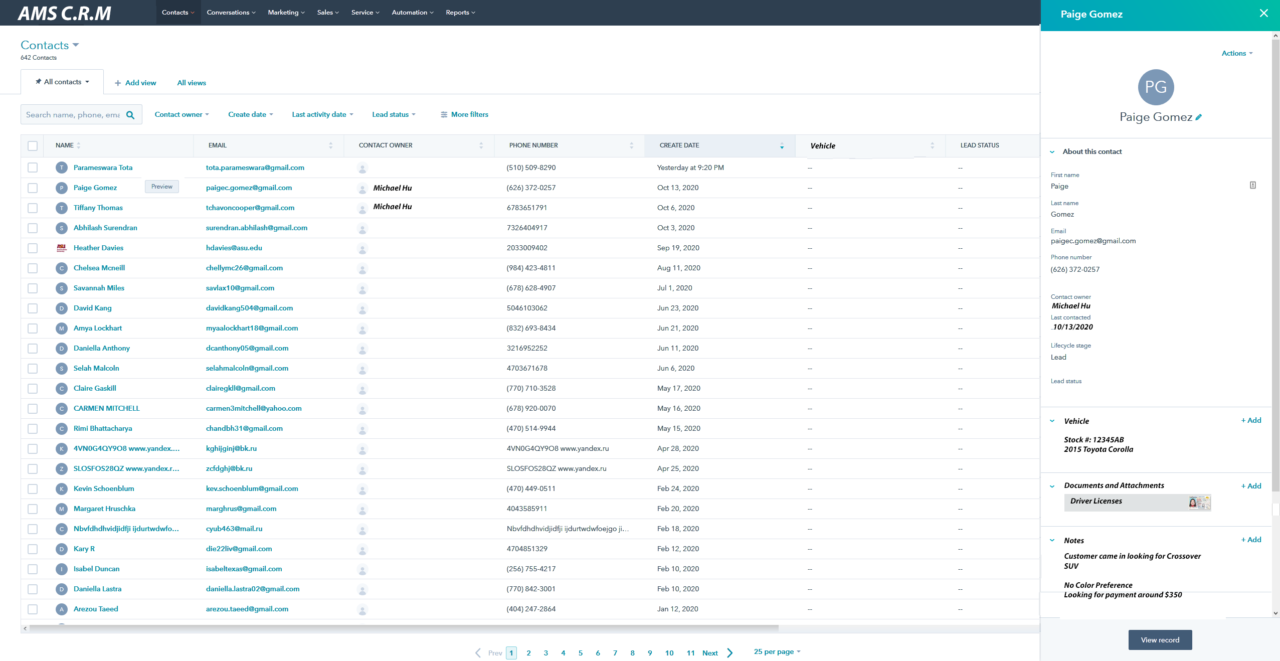 AMS C.R.M
Contacts Conversations Marketing Sales Service Automation Reports
Contacts
642 Contacts
All contacts + Add view All views
Search name, phone, ema
Contact owner Create date Last activity date Lead status More filters
NAME EMAIL CONTACT OWNER PHONE NUMBER CREATE DATE Vehicle LEAD STATUS
T Parameswara Tota tota.parameswara@gmail.com (510) 509-8290 Yesterday at 9:20 PM -- --
P Paige Gomez Preview paigec.gomez@gmail.com Michael Hu (626) 372-0257 Oct 13, 2020 -- --
T Tiffany Thomas tchavoncooper@gmail.com Michael Hu 6783651791 Oct 6, 2020 -- --
S Abhilash Surendran surendran.abhilash@gmail.com 7326404917 Oct 3, 2020 -- --
Heather Davies hdavies@asu.edu 2033009402 Sep 19, 2020 -- --
C Chelsea Mcneill chellymc26@gmail.com (984) 423-4811 Aug 11, 2020 -- --
S Savannah Miles savlax10@gmail.com (678) 628-4907 Jul 1, 2020 -- --
D David Kang davidkang504@gmail.com 5046103062 Jun 23, 2020 -- --
M Amya Lockhart myaalockhart18@gmail.com (832) 693-8434 Jun 21, 2020 -- --
D Daniella Anthony dcanthony05@gmail.com 3216952252 Jun 11, 2020 -- --
S Selah Malcoln selahmalcoln@gmail.com 4703671678 Jun 6, 2020 -- --
C Claire Gaskill clairegkdl@gmail.com (770) 710-3528 May 17, 2020 -- --
C CARMEN MITCHELL carmen3mitchell@yahoo.com (678) 920-0070 May 16, 2020 -- --
R Rimi Bhattacharya chandbh31@gmail.com (470) 514-9944 May 15, 2020 -- --
K 4VN0G4QY9O8 www.yandex.... kghijginj@bk.ru 4VN0G4QY9O8 www.yandex.ru Apr 28, 2020 -- --
Z SLOSFOS28QZ www.yandex.r... zcfdghj@bk.ru SLOSFOS28QZ www.yandex.ru Apr 25, 2020 -- --
K Kevin Schoenblum kev.schoenblum@gmail.com (470) 449-0511 Feb 24, 2020 -- --
M Margaret Hruschka marghrus@gmail.com 4043585911 Feb 20, 2020 -- --
C Nbvfdhdhvidjidfji ijdurtwdwfo... cyub463@mail.ru Nbvfdhdhvidjidfji ijdurtwdwfoejgo ji... Feb 18, 2020 -- --
D Kary R die22liv@gmail.com 4704851329 Feb 12, 2020 -- --
I Isabel Duncan isabeltexas@gmail.com (256) 755-4217 Feb 10, 2020 -- --
D Daniella Lastra daniella.lastra02@gmail.com (770) 842-3001 Feb 10, 2020 -- --
A Arezou Taeed arezou.taeed@gmail.com (404) 247-2864 Jan 12, 2020 -- --
Prev 1 2 3 4 5 6 7 8 9 10 11 Next 25 per page
Paige Gomez
Actions
PG
Paige Gomez
About this contact
First name
Paige
Last name
Gomez
Email
paigec.gomez@gmail.com
Phone number
(626) 372-0257
Contact owner
Michael Hu
Last contacted
10/13/2020
Lifecycle stage
Lead
Lead status
Vehicle + Add
Stock #: 12345AB
2015 Toyota Corolla
Documents and Attachments + Add
Driver Licenses
Notes + Add
Customer came in looking for Crossover
SUV
No Color Preference
Looking for payment around $350
View record